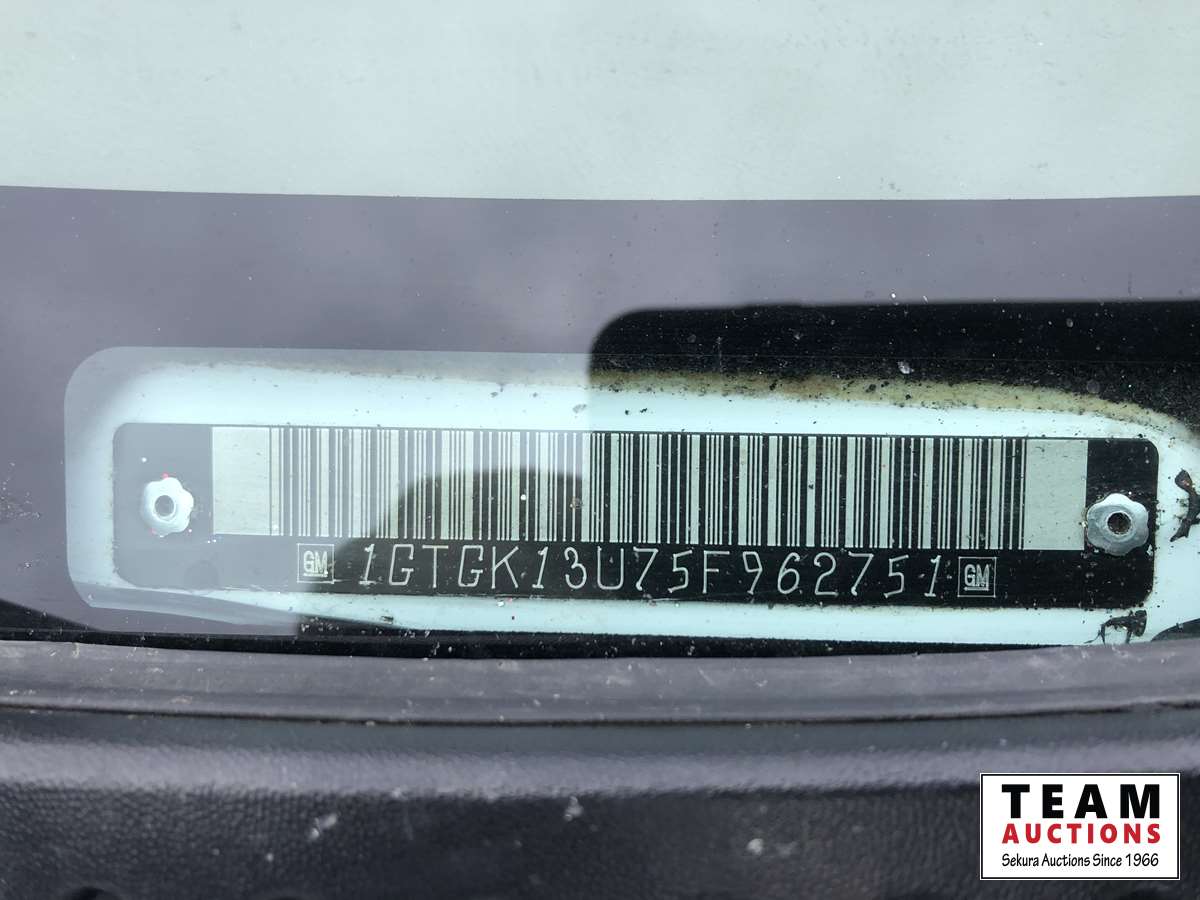 GM 1GTGK13U75F962751 GM
TEAM
AUCTIONS
Sekura Auctions Since 1966